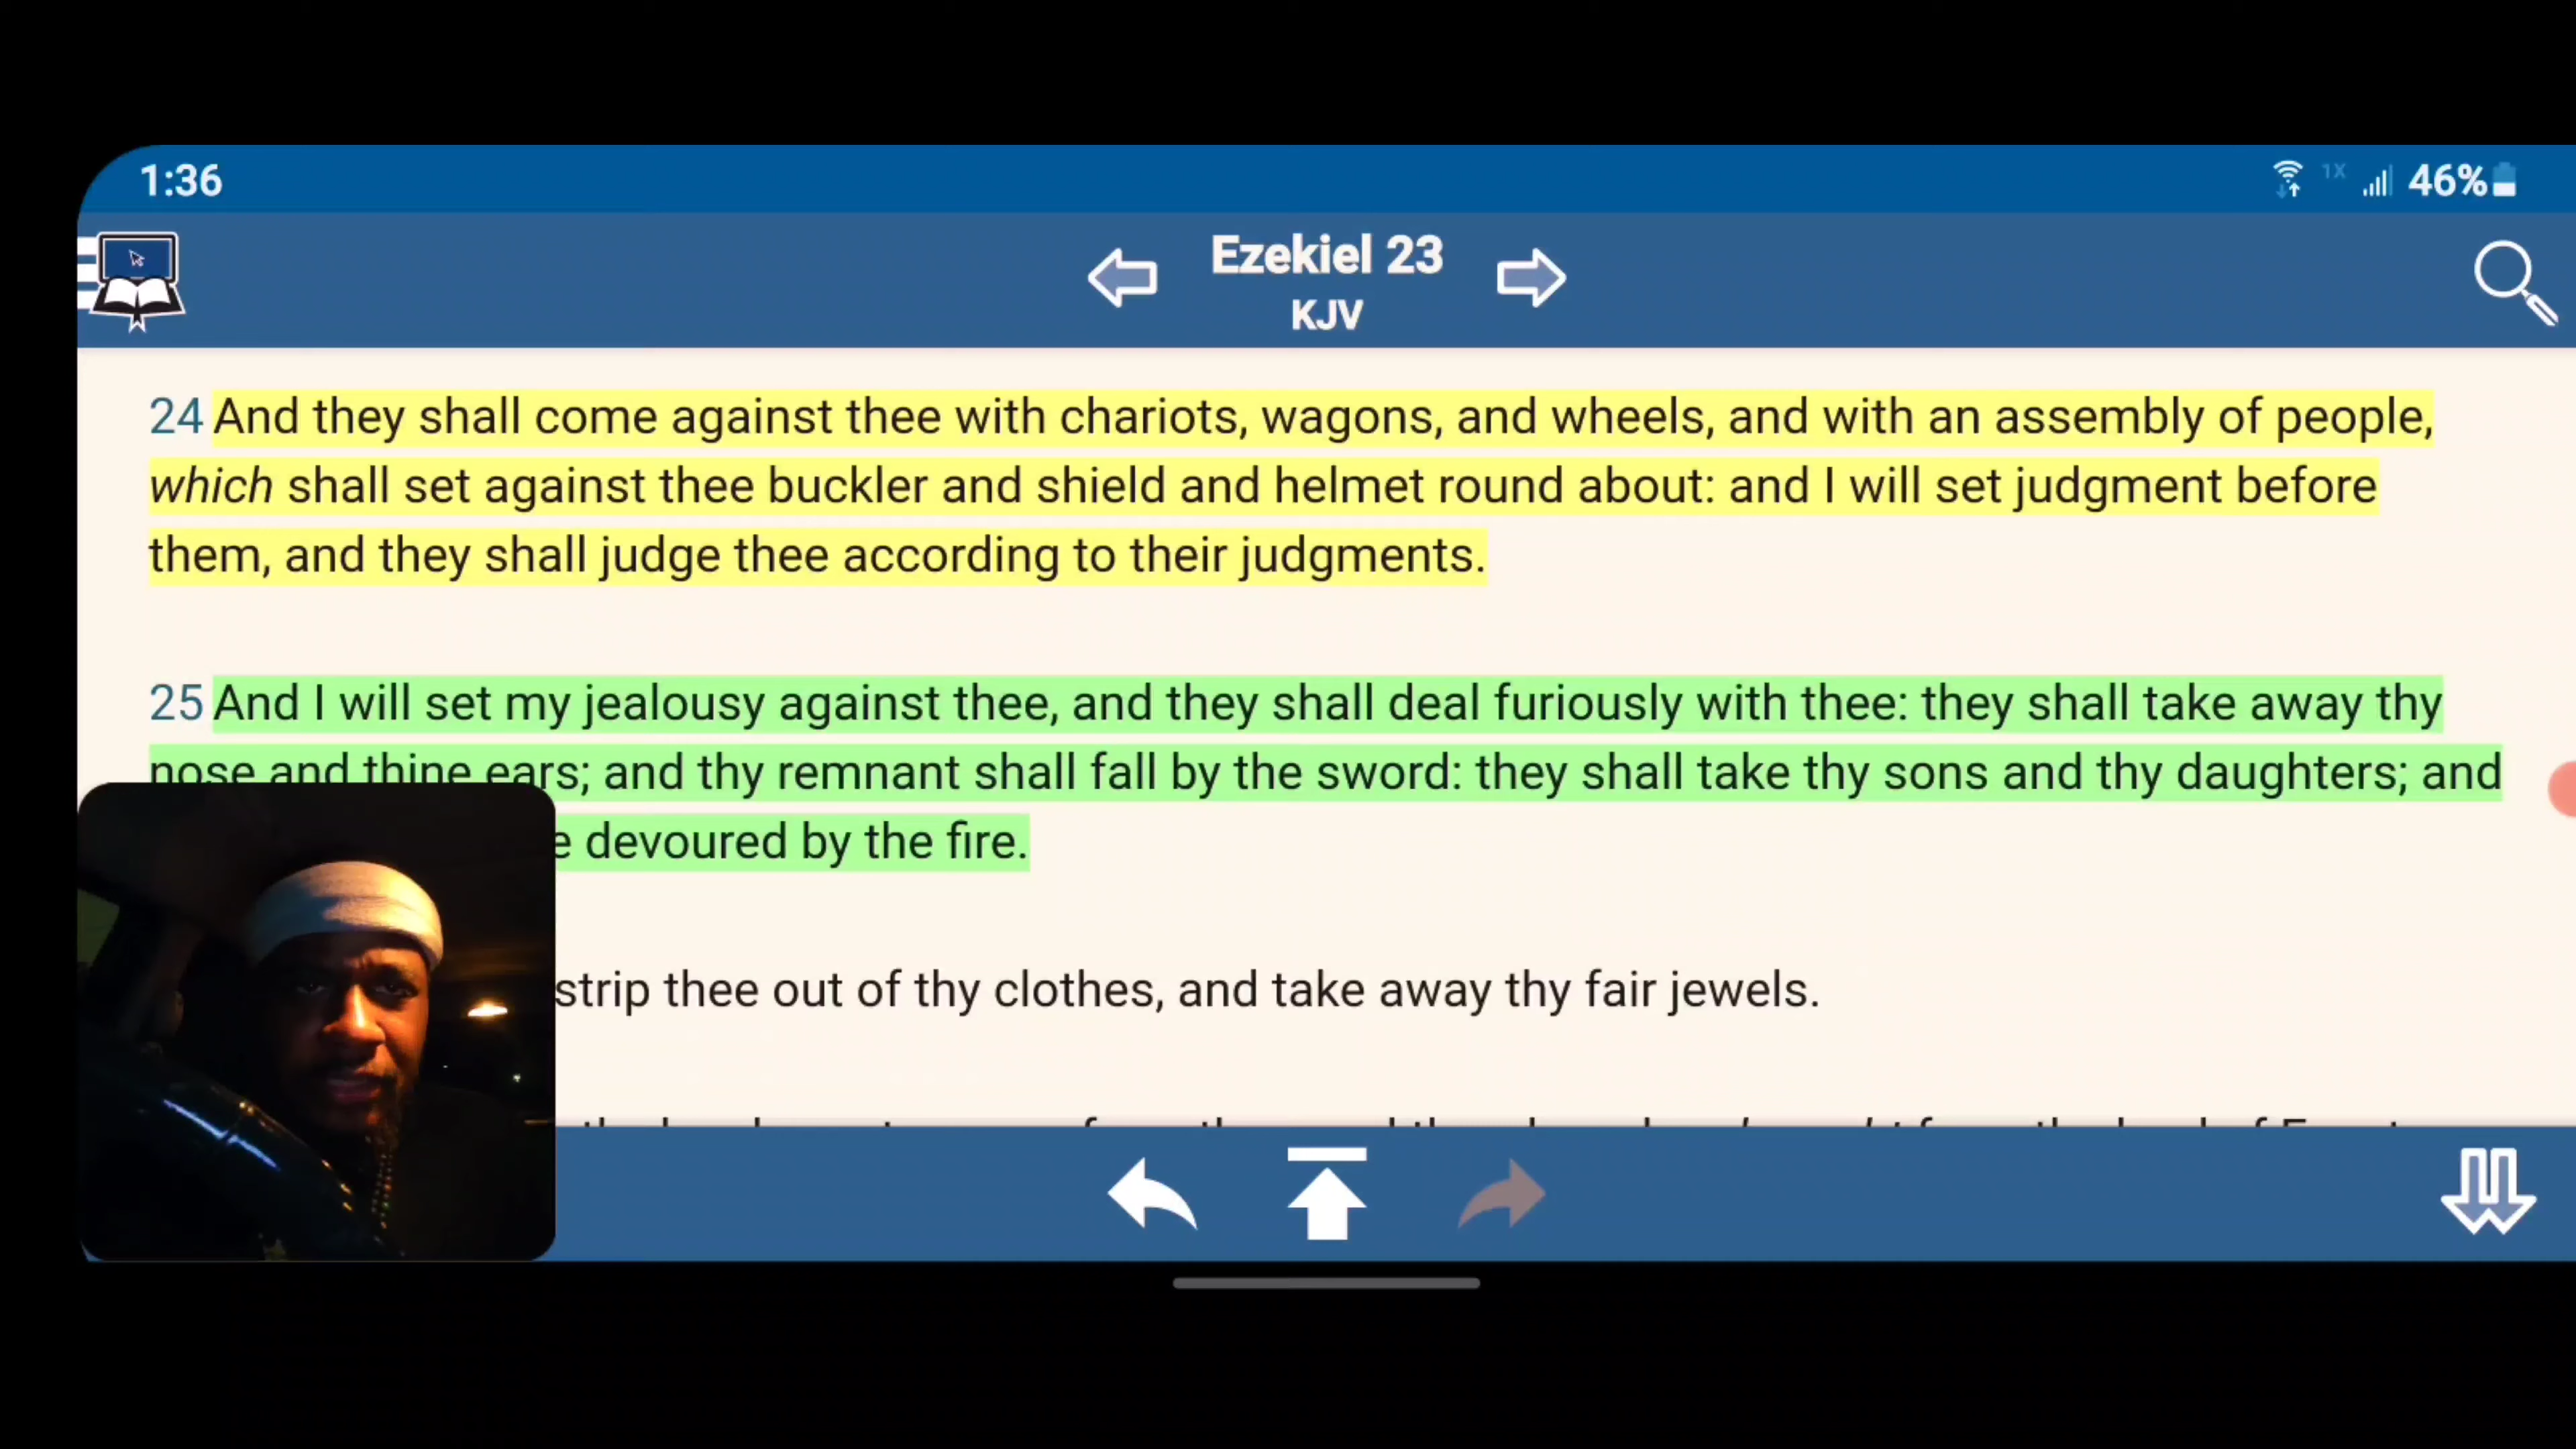 1:36
1X
46%
Ezekiel 23
KJV
24 And they shall come against thee with chariots, wagons, and wheels, and with an assembly of people,
which shall set against thee buckler and shield and helmet round about: and I will set judgment before
them, and they shall judge thee according to their judgments.
25 And I will set my jealousy against thee, and they shall deal furiously with thee: they shall take away thy
nose and thine ears; and thy remnant shall fall by the sword: they shall take thy sons and thy daughters; and
devoured by the fire.
strip thee out of thy clothes, and take away thy fair jewels.